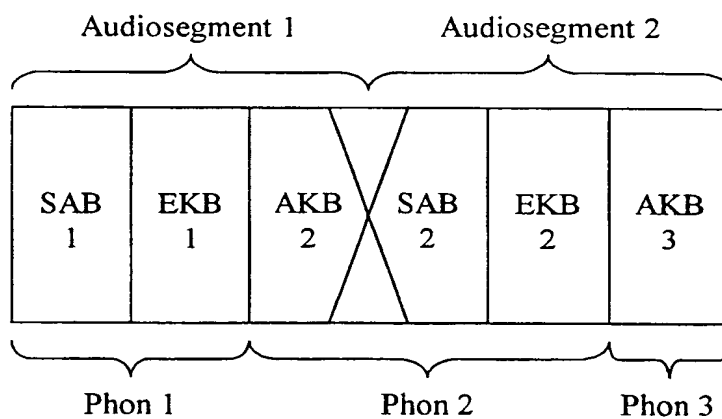 Audiosegment 1 Audiosegment 2
SAB EKB AKB SAB EKB AKB
1 1 2 2 2 3
Phon 1 Phon 2 Phon 3